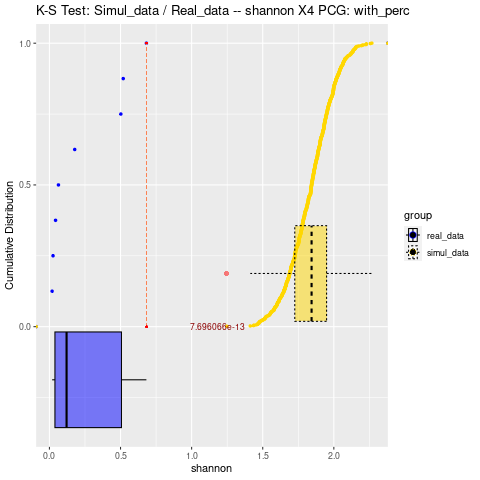 K-S Test: Simul_data / Real_data -- shannon X4 PCG: with_perc
1.0
0.5
0.0
Cumulative Distribution
7.696066e-13
0.0 0.5 1.0 1.5 2.0
shannon
group
real_data
simul_data